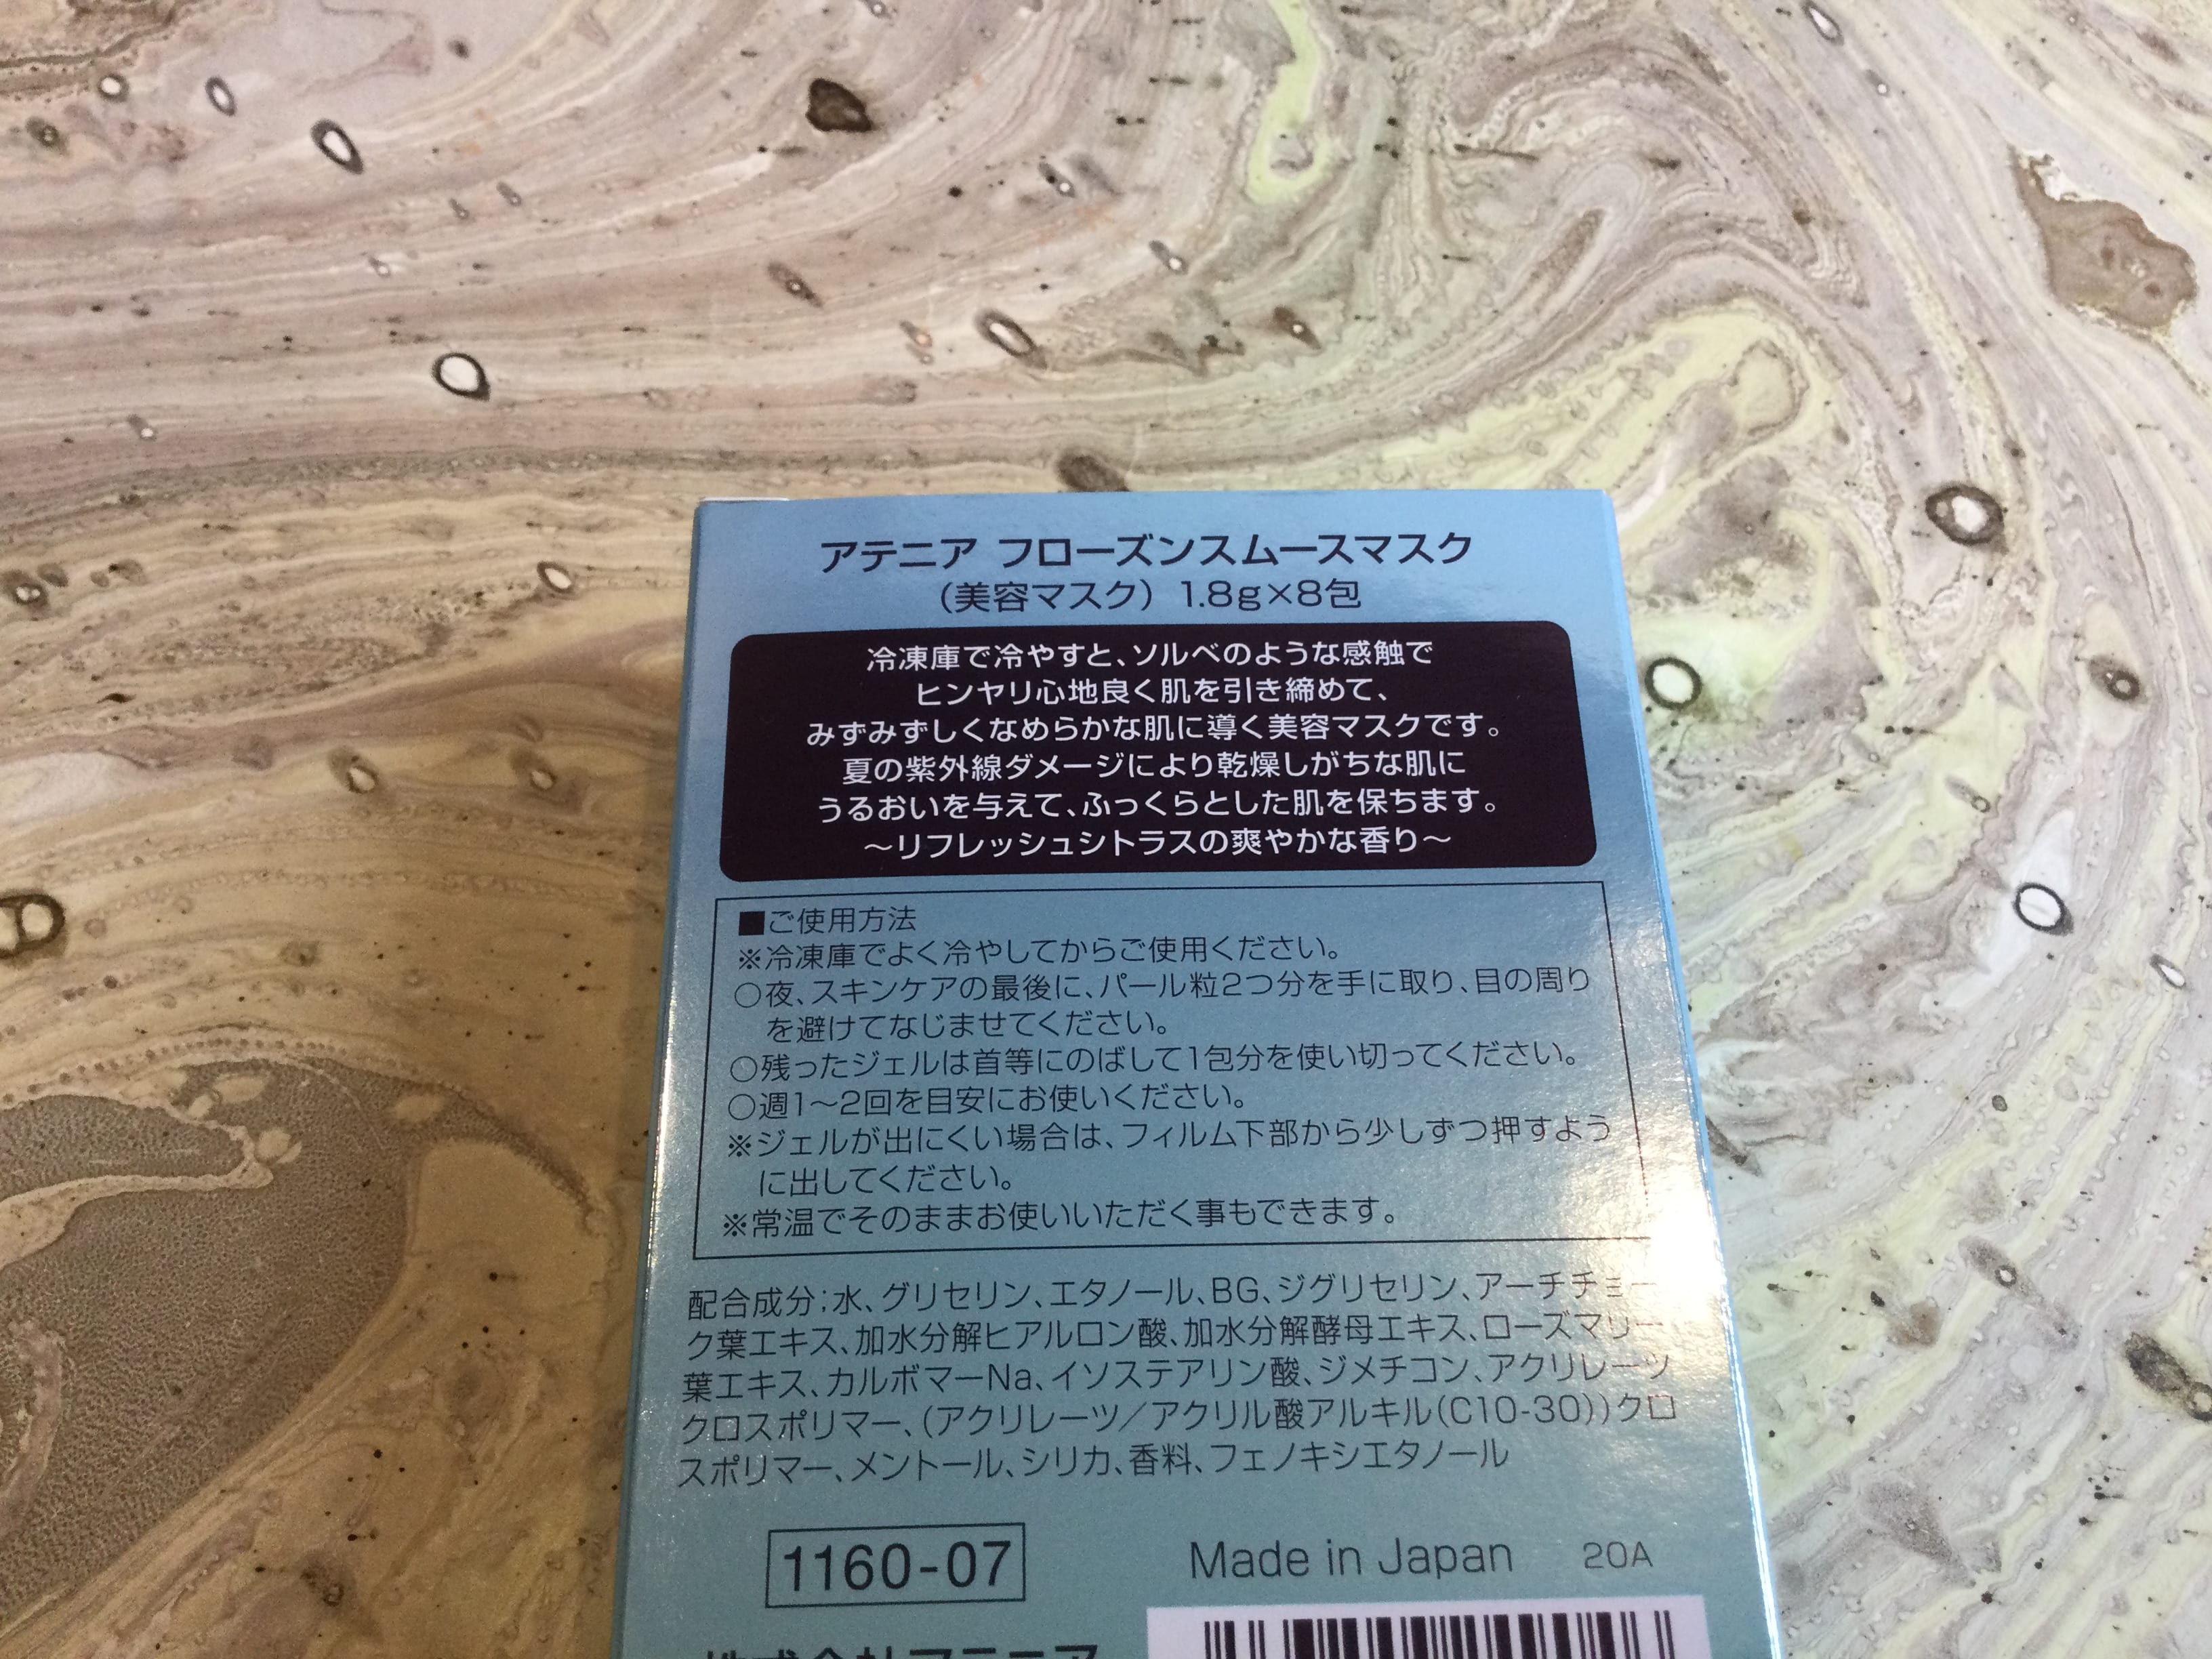 アテニア フローズンスムースマスク
(美容マスク) 1.8g×8包
冷凍庫で冷やすと、ソルベのような感触で
ヒンヤリ心地良く肌を引き締めて、
みずみずしくなめらかな肌に導く美容マスクです。
夏の紫外線ダメージにより乾燥しがちな肌に
うるおいを与えて、ふっくらとした肌を保ちます。
～リフレッシュシトラスの爽やかな香り～
■ご使用方法
※冷凍庫でよく冷やしてからご使用ください。
○夜、スキンケアの最後に、パール粒2つ分を手に取り、目の周り
を避けてなじませてください。
○残ったジェルは首等にのばして1包分を使い切ってください。
○週1～2回を目安にお使いください。
※ジェルが出にくい場合は、フィルム下部から少しずつ押すよう
に出してください。
※常温でそのままお使いいただく事もできます。
配合成分;水、グリセリン、エタノール、BG、ジグリセリン、アーチチョー
ク葉エキス、加水分解ヒアルロン酸、加水分解酵母エキス、ローズマリー
葉エキス、カルボマーNa、イソステアリン酸、ジメチコン、アクリレーツ
クロスポリマー、(アクリレーツ／アクリル酸アルキル(C10-30))クロ
スポリマー、メントール、シリカ、香料、フェノキシエタノール
1160-07
Made in Japan 20A
株式会社アテニア